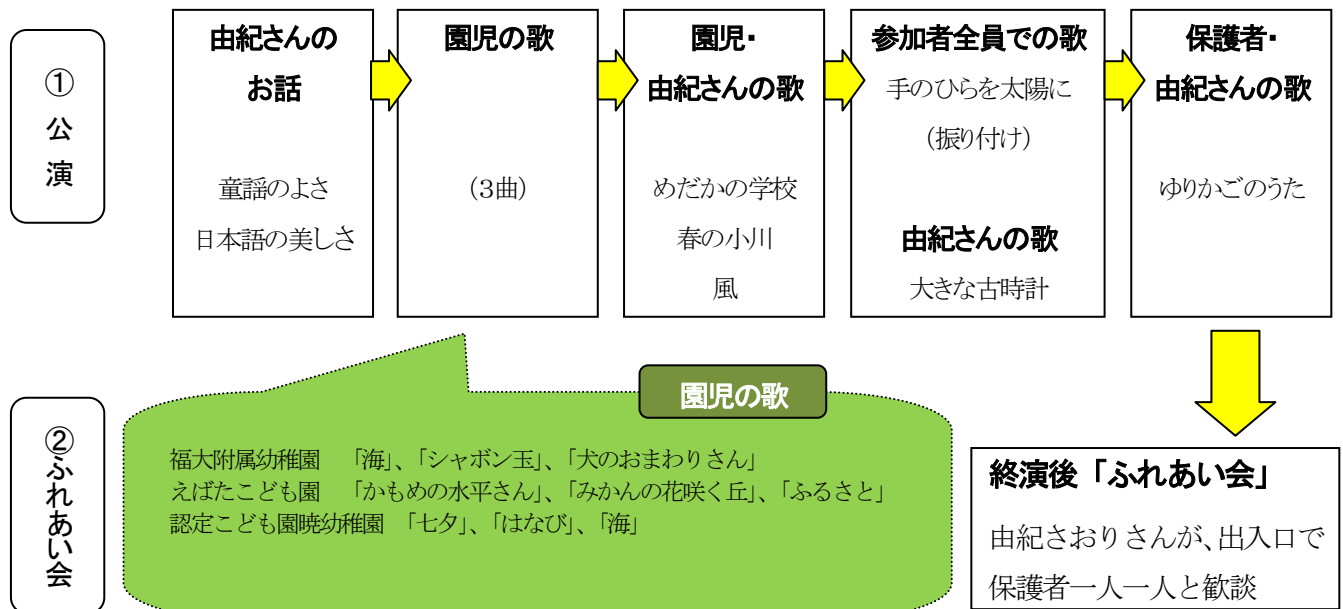 ①公演
由紀さんの
お話
童謡のよさ
日本語の美しさ
園児の歌
(3曲)
園児・
由紀さんの歌
めだかの学校
春の小川
風
参加者全員での歌
手のひらを太陽に
(振り付け)
由紀さんの歌
大きな古時計
保護者・
由紀さんの歌
ゆりかごのうた
②ふれあい会
園児の歌
福大附属幼稚園 「海」、「シャボン玉」、「犬のおまわりさん」
えばたこども園 「かもめの水平さん」、「みかんの花咲く丘」、「ふるさと」
認定こども園暁幼稚園 「七夕」、「はなび」、「海」
終演後「ふれあい会」
由紀さおりさんが、出入口で
保護者一人一人と歓談